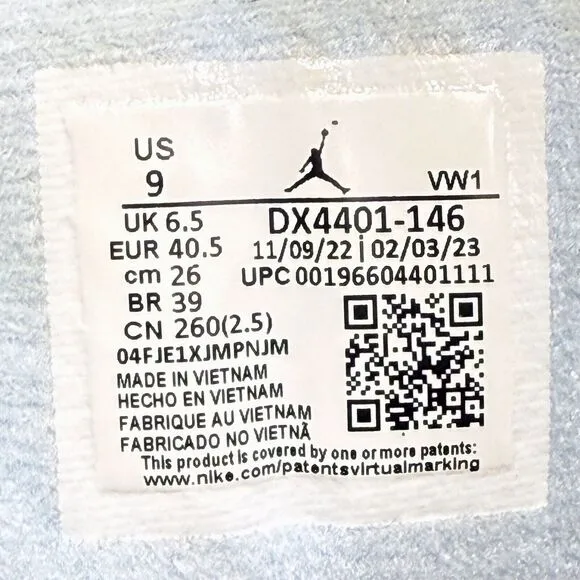 US
9
VW1
UK 6.5
DX4401-146
EUR 40.5
11/09/22 | 02/03/23
cm 26
UPC 00196604401111
BR 39
CN 260(2.5)
04FJE1XJMPNJM
MADE IN VIETNAM
HECHO EN VIETNAM
FABRIQUE AU VIETNAM
FABRICADO NO VIETNÃ
This product is covered by one or more patents:
www.nike.com/patentsvirtualmarking